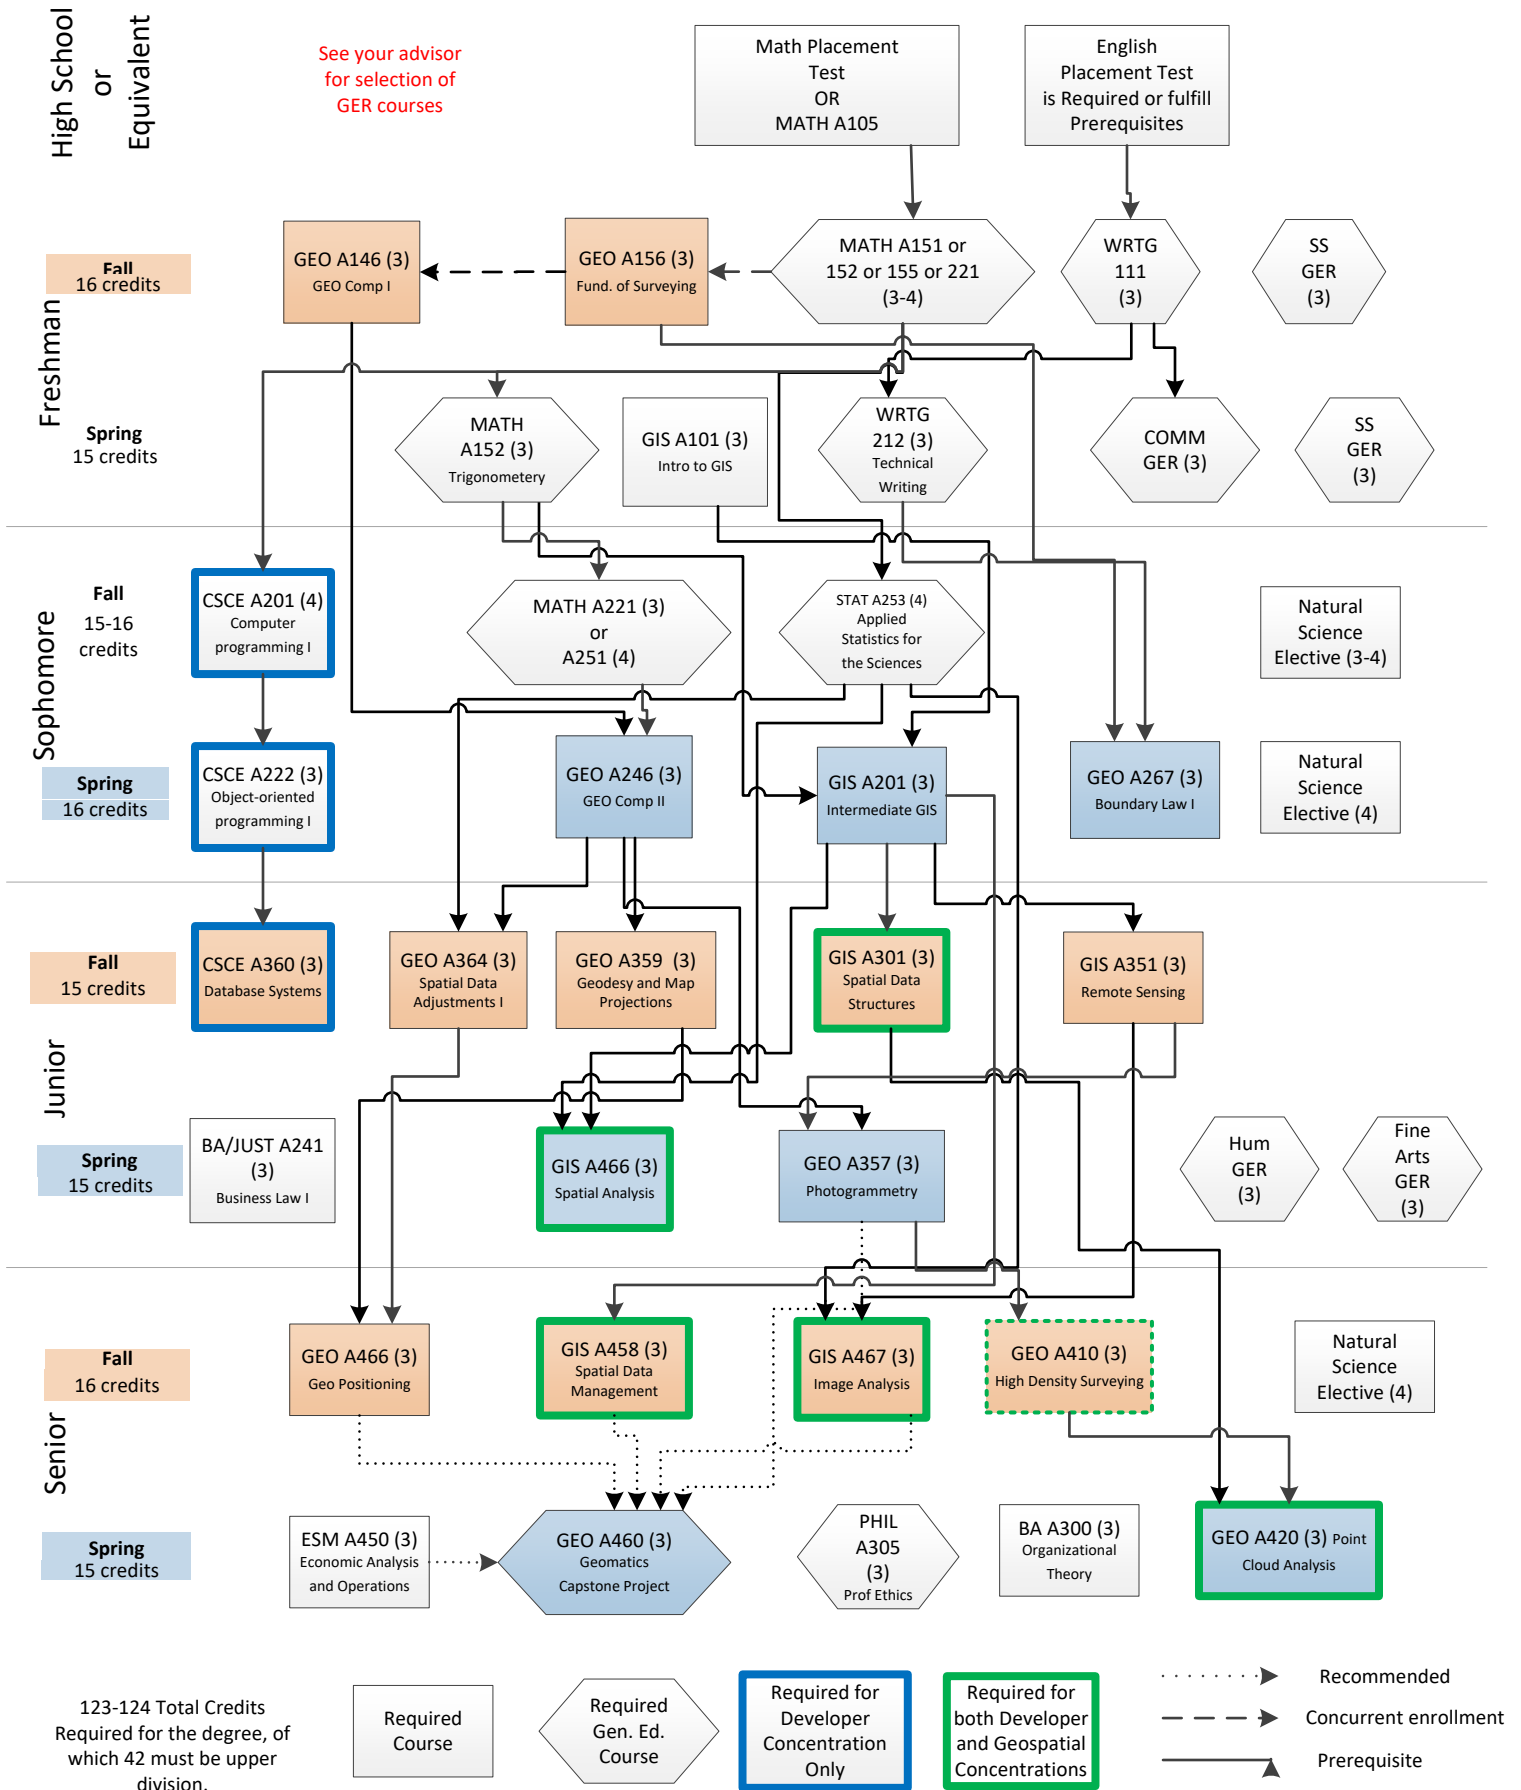 High School
or
Equivalent
See your advisor
for selection of
GER courses
Math Placement
Test
OR
MATH A105
English
Placement Test
is Required or fulfill
Prerequisites
Freshman
Fall
16 credits
GEO A146 (3)
GEO Comp I
GEO A156 (3)
Fund. of Surveying
MATH A151 or
152 or 155 or 221
(3-4)
WRTG
111
(3)
SS
GER
(3)
Spring
15 credits
MATH
A152 (3)
Trigonometery
GIS A101 (3)
Intro to GIS
WRTG
212 (3)
Technical
Writing
COMM
GER (3)
SS
GER
(3)
Sophomore
Fall
15-16
credits
CSCE A201 (4)
Computer
programming I
MATH A221 (3)
or
A251 (4)
STAT A253 (4)
Applied
Statistics for
the Sciences
Natural
Science
Elective (3-4)
Spring
16 credits
CSCE A222 (3)
Object-oriented
programming I
GEO A246 (3)
GEO Comp II
GIS A201 (3)
Intermediate GIS
GEO A267 (3)
Boundary Law I
Natural
Science
Elective (4)
Junior
Fall
15 credits
CSCE A360 (3)
Database Systems
GEO A364 (3)
Spatial Data
Adjustments I
GEO A359 (3)
Geodesy and Map
Projections
GIS A301 (3)
Spatial Data
Structures
GIS A351 (3)
Remote Sensing
Spring
15 credits
BA/JUST A241
(3)
Business Law I
GIS A466 (3)
Spatial Analysis
GEO A357 (3)
Photogrammetry
Hum
GER
(3)
Fine
Arts
GER
(3)
Senior
Fall
16 credits
GEO A466 (3)
Geo Positioning
GIS A458 (3)
Spatial Data
Management
GIS A467 (3)
Image Analysis
GEO A410 (3)
High Density Surveying
Natural
Science
Elective (4)
Spring
15 credits
ESM A450 (3)
Economic Analysis
and Operations
GEO A460 (3)
Geomatics
Capstone Project
PHIL
A305
(3)
Prof Ethics
BA A300 (3)
Organizational
Theory
GEO A420 (3) Point
Cloud Analysis
123-124 Total Credits
Required for the degree, of
which 42 must be upper
division.
Required
Course
Required
Gen. Ed.
Course
Required for
Developer
Concentration
Only
Required for
both Developer
and Geospatial
Concentrations
Recommended
Concurrent enrollment
Prerequisite